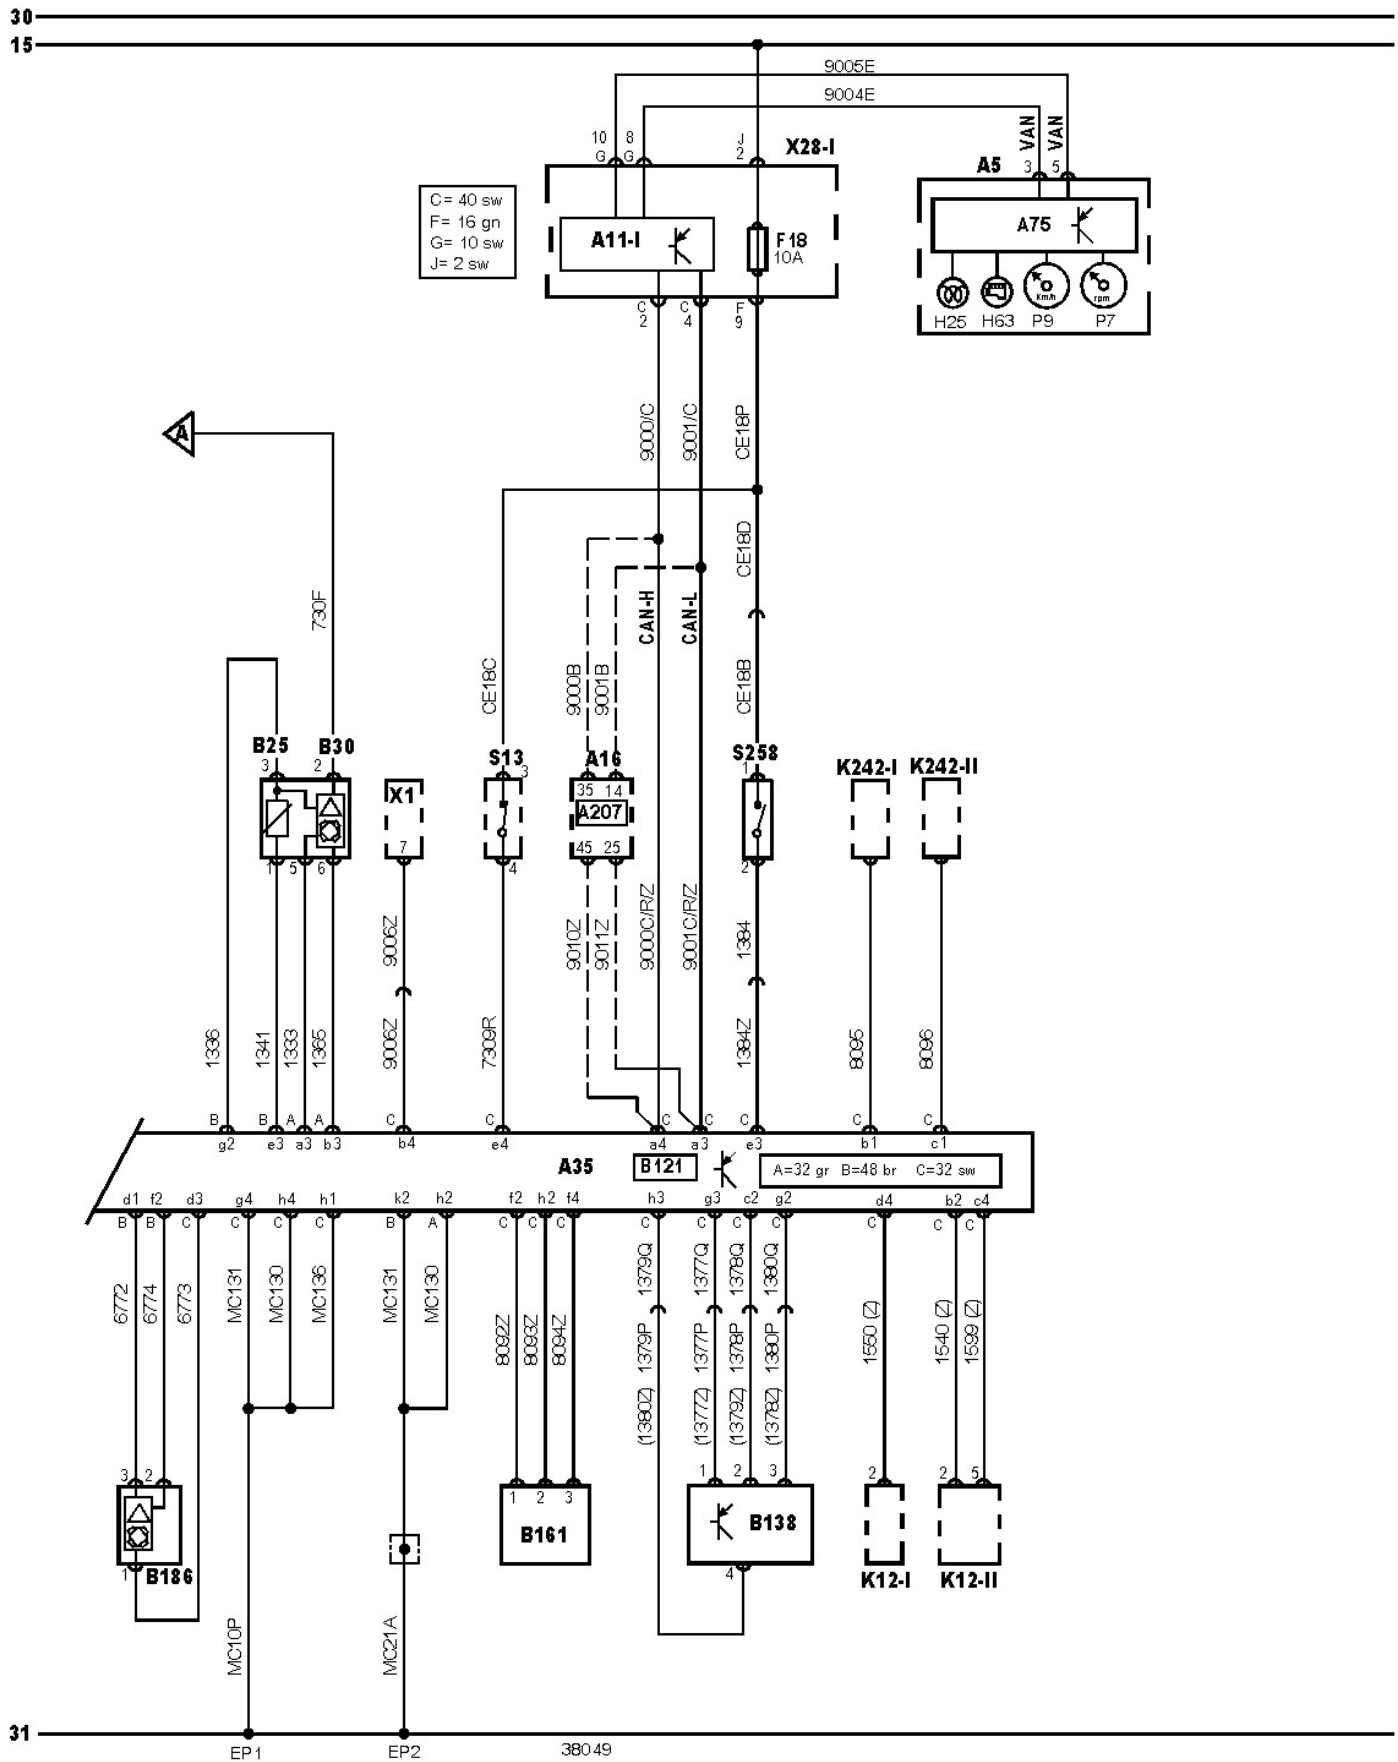 30
15
9005E
9004E
VAN
VAN
10 8
G G
J
2
X28-I
A5
3 5
C= 40 sw
F= 16 gn
G= 10 sw
J= 2 sw
A11-I
F18
10A
A75
Km/h
rpm
H25 H63 P9 P7
C
2
C
4
F
9
A
9000/C
9001/C
CE18P
730F
CE18C
9000B
9001B
CAN-H
CAN-L
CE18D
CE18B
B25 B30
3 2
1 5 6
X1
7
S13
3
4
A16
35 14
A207
45 25
S258
1
2
K242-I
K242-II
1336
1341
1333
1365
9006Z
9006Z
7309R
9010Z
9011Z
9000C/R/Z
9001C/R/Z
1384
1384Z
8095
8096
B B A A C C C C C C C
g2 e3 a3 b3 b4 e4 a4 a3 e3 b1 c1
A35
B121
A=32 gr B=48 br C=32 sw
d1 f2 d3 g4 h4 h1 k2 h2 f2 h2 f4 h3 g3 c2 g2 d4 b2 c4
B B C C C C B A C C C C C C C C C C
6772
6774
6773
MC131
MC130
MC136
MC131
MC130
8092Z
8093Z
8094Z
1379Q
1377Q
1378Q
1380Q
(1380Z) 1379P
(1377Z) 1377P
(1379Z) 1378P
(1378Z) 1380P
1550 (Z)
1540 (Z)
1599 (Z)
3 2
1
B186
1 2 3
B161
1 2 3
B138
4
2
K12-I
2 5
K12-II
MC10P
MC21A
31
EP1
EP2
38049